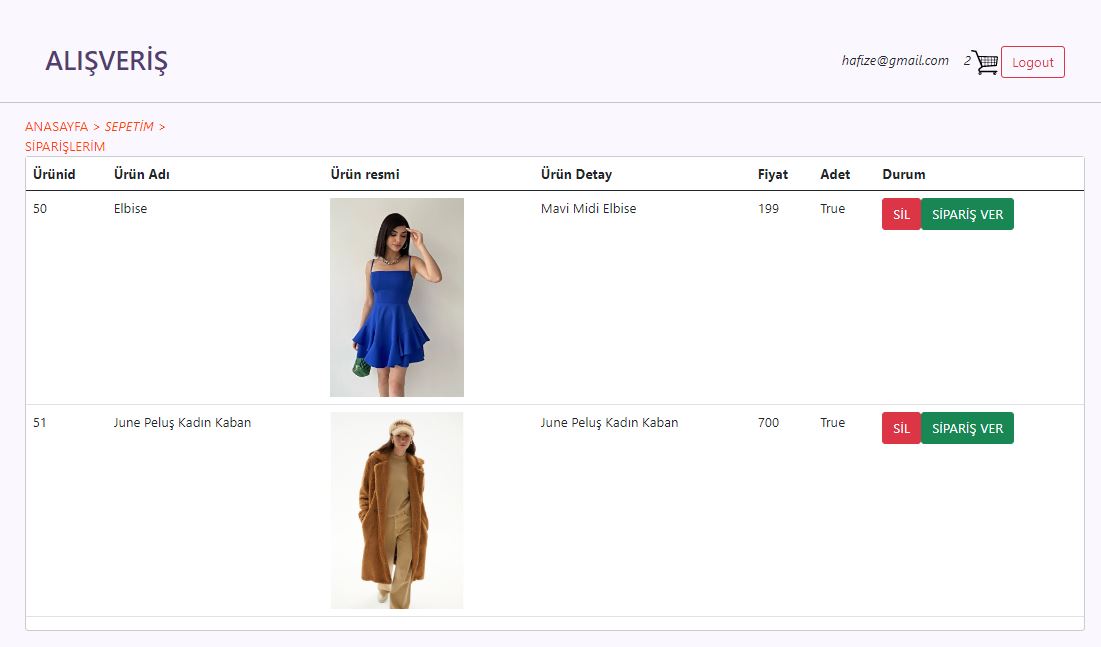 ALIŞVERİŞ
hafize@gmail.com 2 Logout
ANASAYFA > SEPETİM >
SİPARİŞLERİM
Ürünid Ürün Adı Ürün resmi Ürün Detay Fiyat Adet Durum
50 Elbise Mavi Midi Elbise 199 True SİL SİPARİŞ VER
51 June Peluş Kadın Kaban June Peluş Kadın Kaban 700 True SİL SİPARİŞ VER